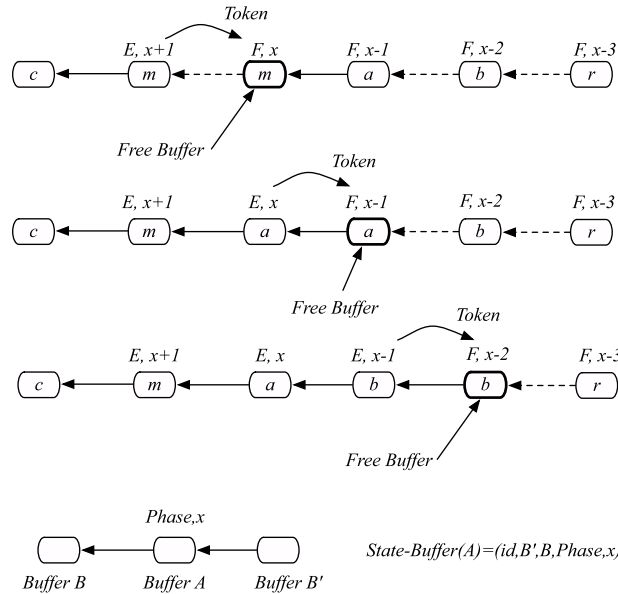 Token
E, x+1 F, x F, x-1 F, x-2 F, x-3
c m m a b r
Free Buffer
Token
E, x+1 E, x F, x-1 F, x-2 F, x-3
c m a a b r
Free Buffer
Token
E, x+1 E, x E, x-1 F, x-2 F, x-3
c m a b b r
Free Buffer
Phase,x
Buffer B Buffer A Buffer B'
State-Buffer(A)=(id,B',B,Phase,x)